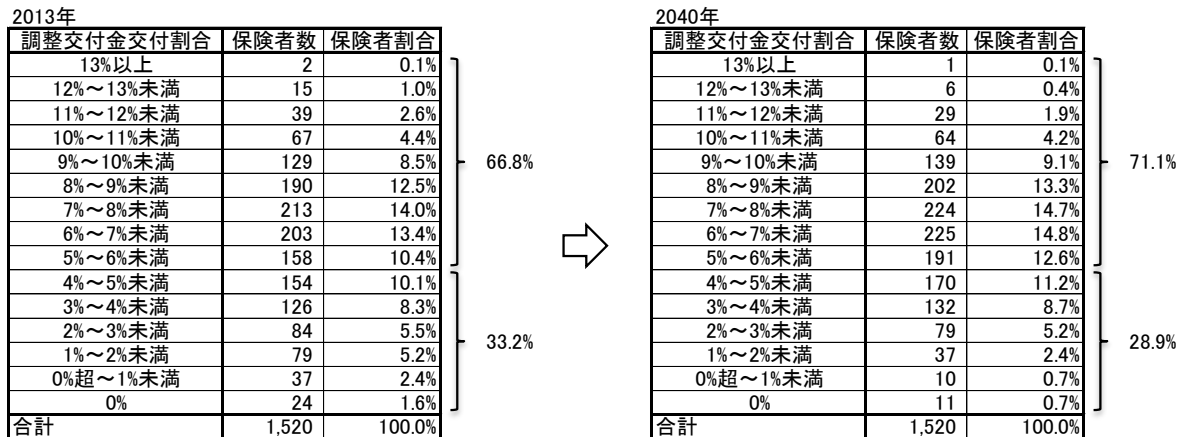 2013年
調整交付金交付割合 保険者数 保険者割合
13%以上 2 0.1%
12%～13%未満 15 1.0%
11%～12%未満 39 2.6%
10%～11%未満 67 4.4%
9%～10%未満 129 8.5%
8%～9%未満 190 12.5%
7%～8%未満 213 14.0%
6%～7%未満 203 13.4%
5%～6%未満 158 10.4%
4%～5%未満 154 10.1%
3%～4%未満 126 8.3%
2%～3%未満 84 5.5%
1%～2%未満 79 5.2%
0%超～1%未満 37 2.4%
0% 24 1.6%
合計 1,520 100.0%
66.8%
33.2%
2040年
調整交付金交付割合 保険者数 保険者割合
13%以上 1 0.1%
12%～13%未満 6 0.4%
11%～12%未満 29 1.9%
10%～11%未満 64 4.2%
9%～10%未満 139 9.1%
8%～9%未満 202 13.3%
7%～8%未満 224 14.7%
6%～7%未満 225 14.8%
5%～6%未満 191 12.6%
4%～5%未満 170 11.2%
3%～4%未満 132 8.7%
2%～3%未満 79 5.2%
1%～2%未満 37 2.4%
0%超～1%未満 10 0.7%
0% 11 0.7%
合計 1,520 100.0%
71.1%
28.9%